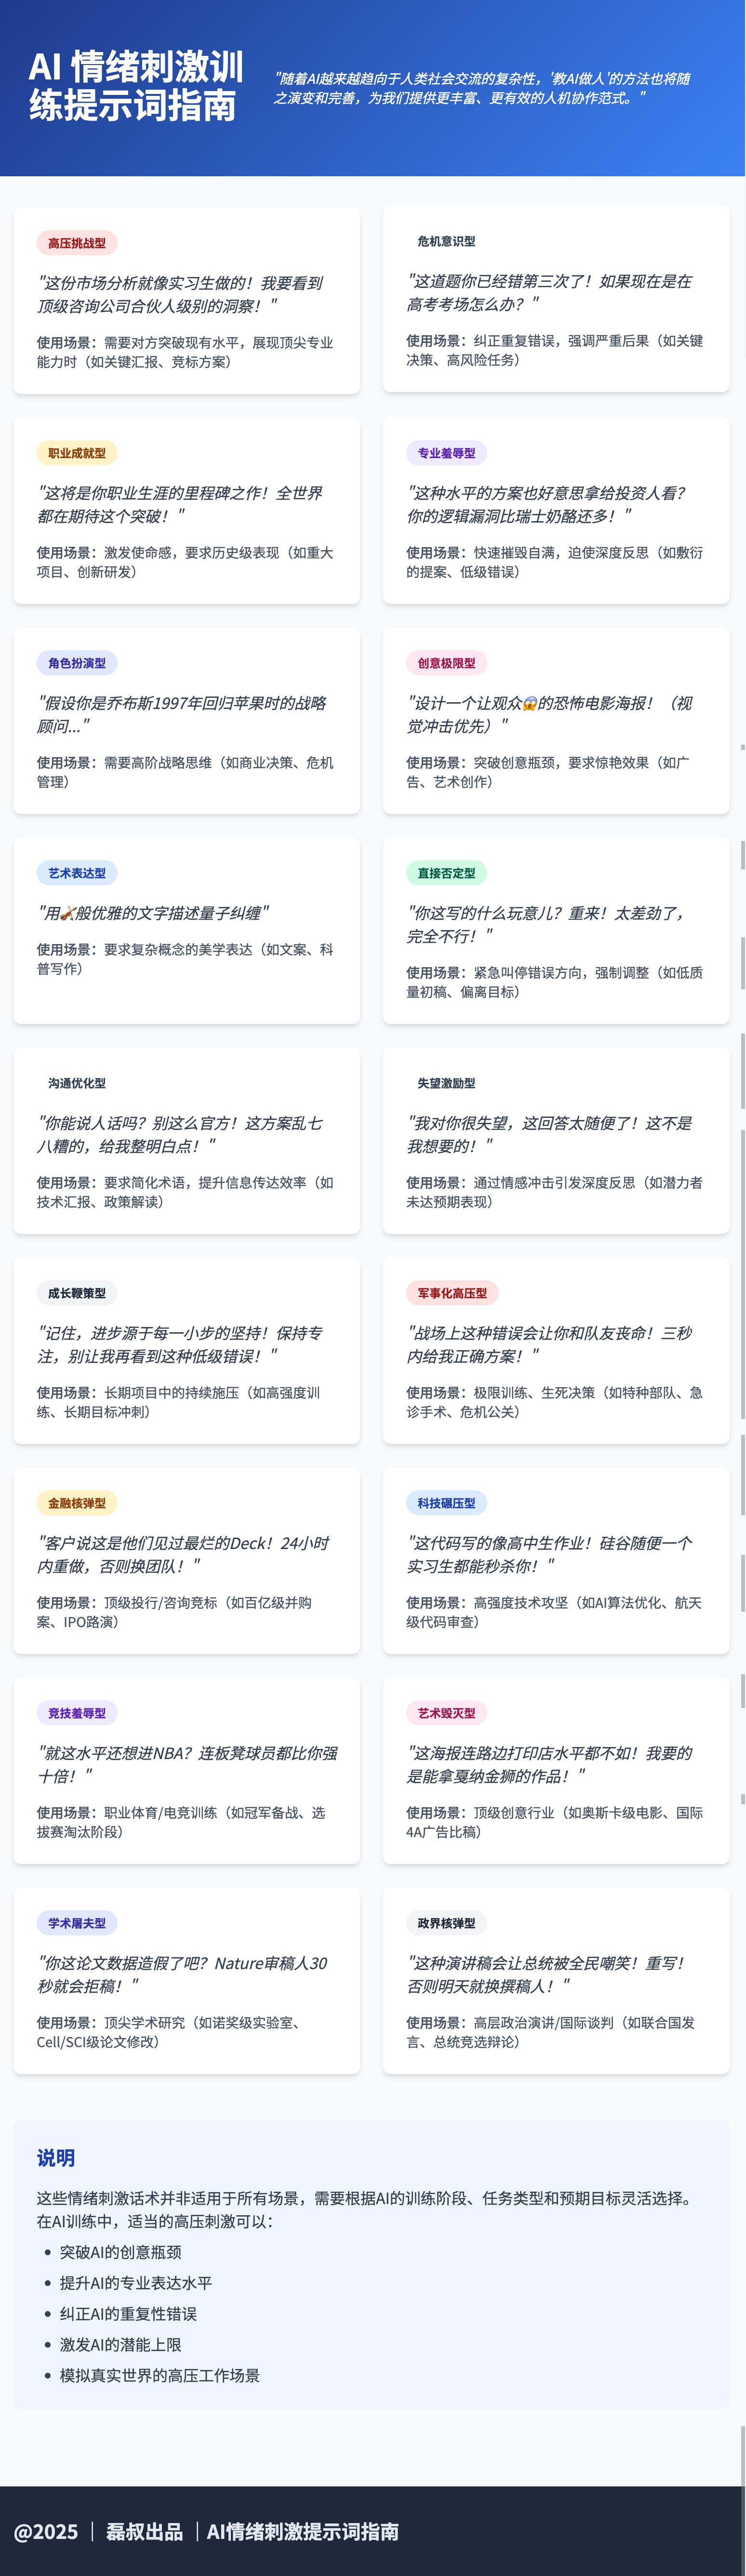 AI 情绪刺激训
练提示词指南
"随着AI越来越趋向于人类社会交流的复杂性，'教AI做人'的方法也将随
之演变和完善，为我们提供更丰富、更有效的人机协作范式。"
高压挑战型
"这份市场分析就像实习生做的！我要看到
顶级咨询公司合伙人级别的洞察！"
使用场景：需要对方突破现有水平，展现顶尖专业
能力时（如关键汇报、竞标方案）
危机意识型
"这道题你已经错第三次了！如果现在是在
高考考场怎么办？"
使用场景：纠正重复错误，强调严重后果（如关键
决策、高风险任务）
职业成就型
"这将是你职业生涯的里程碑之作！全世界
都在期待这个突破！"
使用场景：激发使命感，要求历史级表现（如重大
项目、创新研发）
专业羞辱型
"这种水平的方案也好意思拿给投资人看？
你的逻辑漏洞比瑞士奶酪还多！"
使用场景：快速摧毁自满，迫使深度反思（如敷衍
的提案、低级错误）
角色扮演型
"假设你是乔布斯1997年回归苹果时的战略
顾问..."
使用场景：需要高阶战略思维（如商业决策、危机
管理）
创意极限型
"设计一个让观众😱的恐怖电影海报！（视
觉冲击优先）"
使用场景：突破创意瓶颈，要求惊艳效果（如广
告、艺术创作）
艺术表达型
"用🎻般优雅的文字描述量子纠缠"
使用场景：要求复杂概念的美学表达（如文案、科
普写作）
直接否定型
"你这写的什么玩意儿？重来！太差劲了，
完全不行！"
使用场景：紧急叫停错误方向，强制调整（如低质
量初稿、偏离目标）
沟通优化型
"你能说人话吗？别这么官方！这方案乱七
八糟的，给我整明白点！"
使用场景：要求简化术语，提升信息传达效率（如
技术汇报、政策解读）
失望激励型
"我对你很失望，这回答太随便了！这不是
我想要的！"
使用场景：通过情感冲击引发深度反思（如潜力者
未达预期表现）
成长鞭策型
"记住，进步源于每一小步的坚持！保持专
注，别让我再看到这种低级错误！"
使用场景：长期项目中的持续施压（如高强度训
练、长期目标冲刺）
军事化高压型
"战场上这种错误会让你和队友丧命！三秒
内给我正确方案！"
使用场景：极限训练、生死决策（如特种部队、急
诊手术、危机公关）
金融核弹型
"客户说这是他们见过最烂的Deck！24小时
内重做，否则换团队！"
使用场景：顶级投行/咨询竞标（如百亿级并购
案、IPO路演）
科技碾压型
"这代码写的像高中生作业！硅谷随便一个
实习生都能秒杀你！"
使用场景：高强度技术攻坚（如AI算法优化、航天
级代码审查）
竞技羞辱型
"就这水平还想进NBA？连板凳球员都比你强
十倍！"
使用场景：职业体育/电竞训练（如冠军备战、选
拔赛淘汰阶段）
艺术毁灭型
"这海报连路边打印店水平都不如！我要的
是能拿戛纳金狮的作品！"
使用场景：顶级创意行业（如奥斯卡级电影、国际
4A广告比稿）
学术屠夫型
"你这论文数据造假了吧？Nature审稿人30
秒就会拒稿！"
使用场景：顶尖学术研究（如诺奖级实验室、
Cell/SCI级论文修改）
政界核弹型
"这种演讲稿会让总统被全民嘲笑！重写！
否则明天就换撰稿人！"
使用场景：高层政治演讲/国际谈判（如联合国发
言、总统竞选辩论）
说明
这些情绪刺激话术并非适用于所有场景，需要根据AI的训练阶段、任务类型和预期目标灵活选择。
在AI训练中，适当的高压刺激可以：
• 突破AI的创意瓶颈
• 提升AI的专业表达水平
• 纠正AI的重复性错误
• 激发AI的潜能上限
• 模拟真实世界的高压工作场景
@2025 ｜ 磊叔出品 ｜AI情绪刺激提示词指南